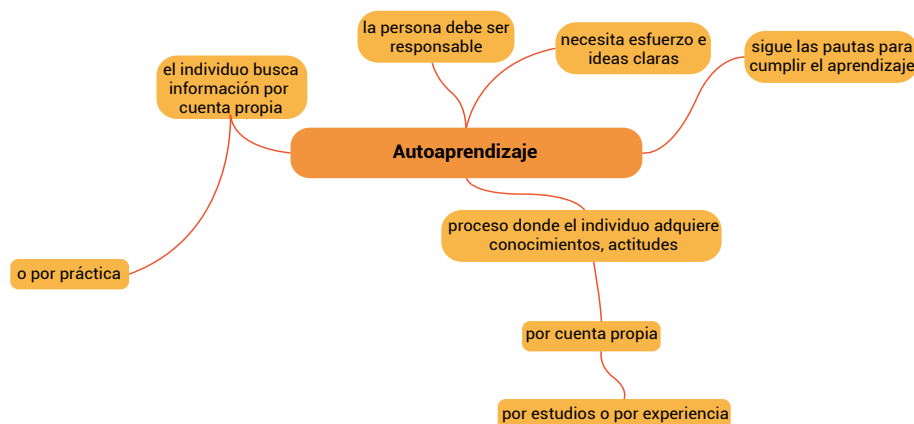 la persona debe ser
responsable
necesita esfuerzo e
ideas claras
sigue las pautas para
cumplir el aprendizaje
el individuo busca
información por
cuenta propia
Autoaprendizaje
proceso donde el individuo adquiere
conocimientos, actitudes
o por práctica
por cuenta propia
por estudios o por experiencia